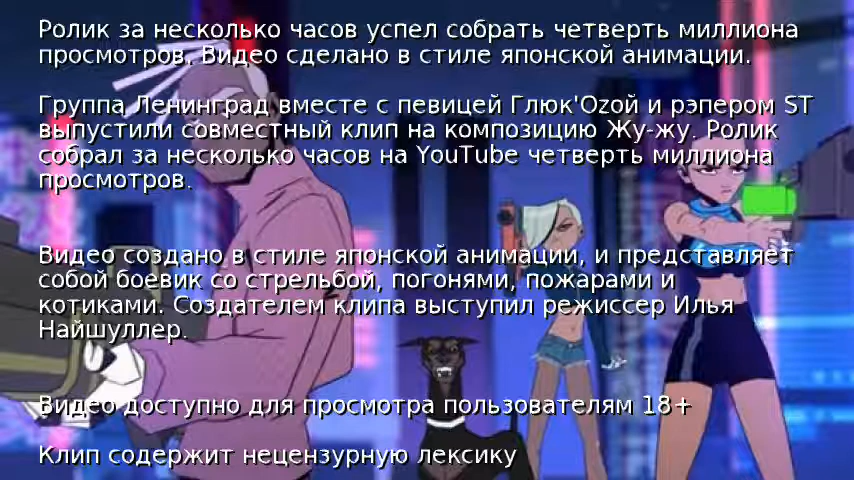 Ролик за несколько часов успел собрать четверть миллиона
просмотров. Видео сделано в стиле японской анимации.
Группа Ленинград вместе с певицей Глюк'Ozой и рэпером ST
выпустили совместный клип на композицию Жу-жу. Ролик
собрал за несколько часов на YouTube четверть миллиона
просмотров.
Видео создано в стиле японской анимации, и представляет
собой боевик со стрельбой, погонями, пожарами и
котиками. Создателем клипа выступил режиссер Илья
Найшуллер.
Видео доступно для просмотра пользователям 18+
Клип содержит нецензурную лексику